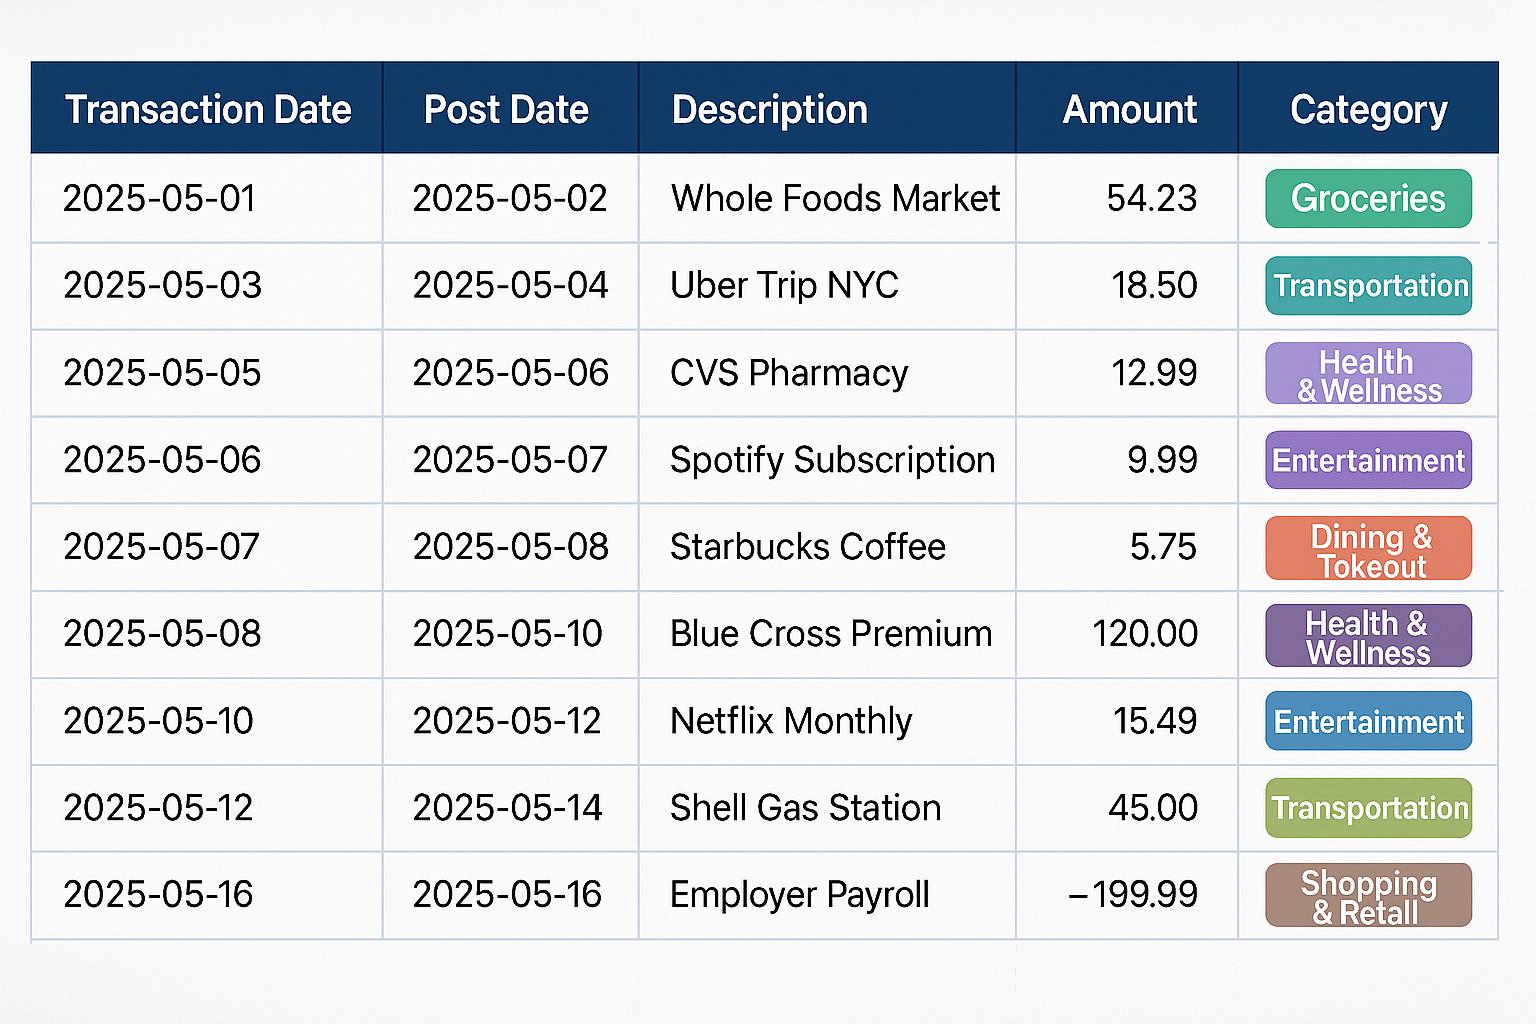 Transaction Date Post Date Description Amount Category
2025-05-01 2025-05-02 Whole Foods Market 54.23 Groceries
2025-05-03 2025-05-04 Uber Trip NYC 18.50 Transportation
2025-05-05 2025-05-06 CVS Pharmacy 12.99 Health
& Wellness
2025-05-06 2025-05-07 Spotify Subscription 9.99 Entertainment
2025-05-07 2025-05-08 Starbucks Coffee 5.75 Dining &
Tokeout
2025-05-08 2025-05-10 Blue Cross Premium 120.00 Health &
Wellness
2025-05-10 2025-05-12 Netflix Monthly 15.49 Entertainment
2025-05-12 2025-05-14 Shell Gas Station 45.00 Transportation
2025-05-16 2025-05-16 Employer Payroll –199.99 Shopping
& Retall